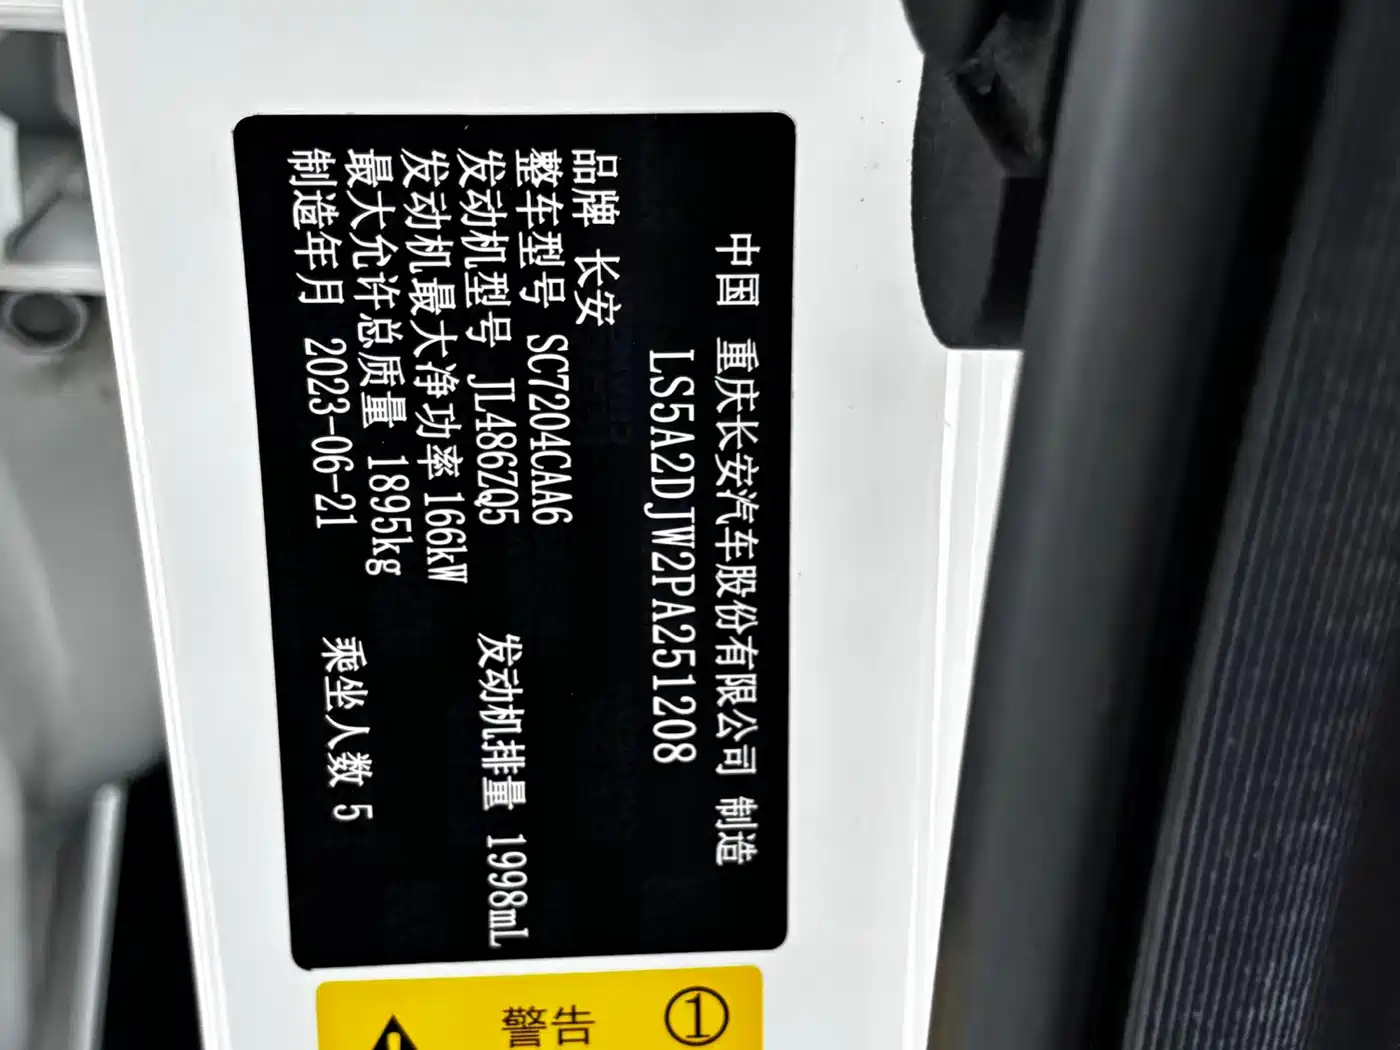 中国 重庆长安汽车股份有限公司 制造
LS5A2DJW2PA251208
品牌 长安
整车型号 SC7204CAA6
发动机型号 JL486ZQ5 发动机排量 1998mL
发动机最大净功率 166kW
最大允许总质量 1895kg
制造年月 2023-06-21 乘坐人数 5
①
警告